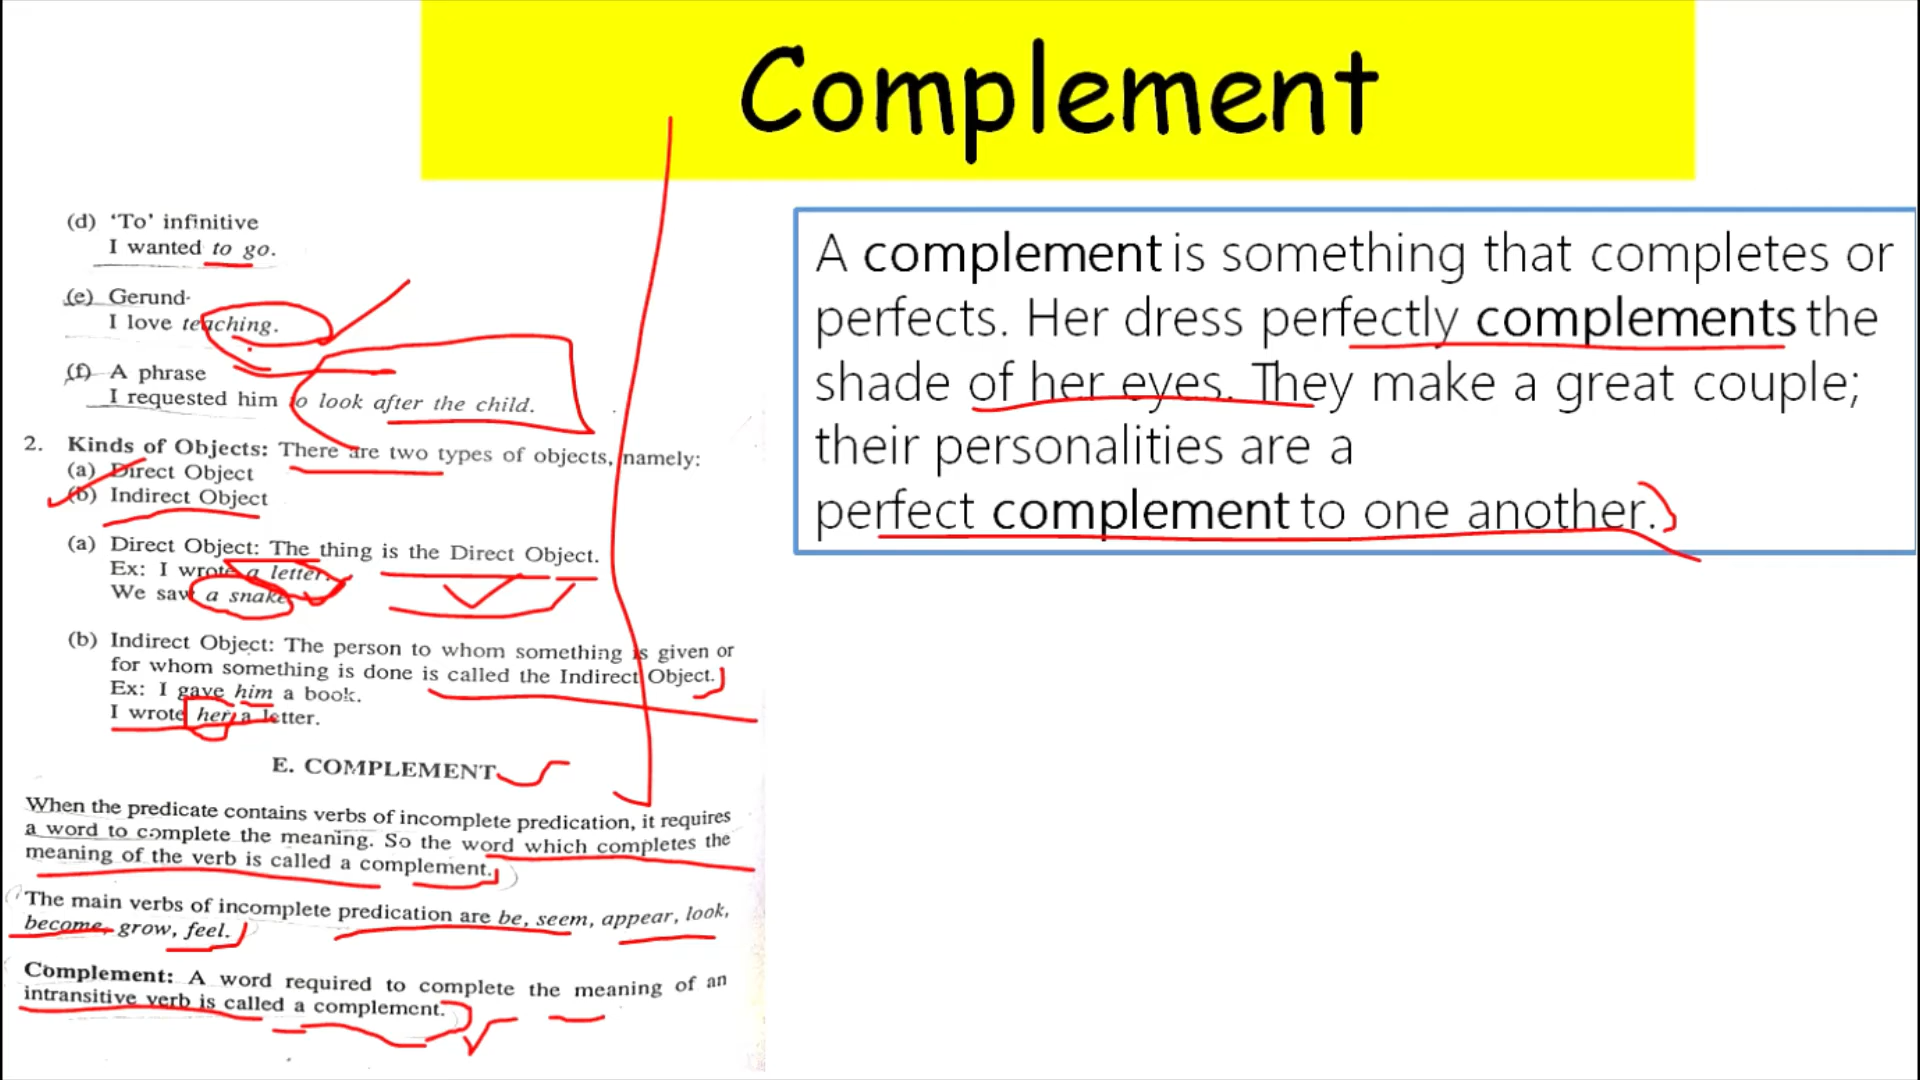 Complement
(d) ‘To’ infinitive
I wanted to go.
(e) Gerund
I love teaching.
(f) A phrase
I requested him to look after the child.
2. Kinds of Objects: There are two types of objects, namely:
(a) Direct Object
(b) Indirect Object
(a) Direct Object: The thing is the Direct Object.
Ex: I wrote a letter.
We saw a snake
(b) Indirect Object: The person to whom something is given or
for whom something is done is called the Indirect Object.
Ex: I gave him a book.
I wrote her a letter.
E. COMPLEMENT
When the predicate contains verbs of incomplete predication, it requires
a word to complete the meaning. So the word which completes the
meaning of the verb is called a complement.
The main verbs of incomplete predication are be, seem, appear, look,
become, grow, feel.
Complement: A word required to complete the meaning of an
intransitive verb is called a complement.
A complement is something that completes or
perfects. Her dress perfectly complements the
shade of her eyes. They make a great couple;
their personalities are a
perfect complement to one another.